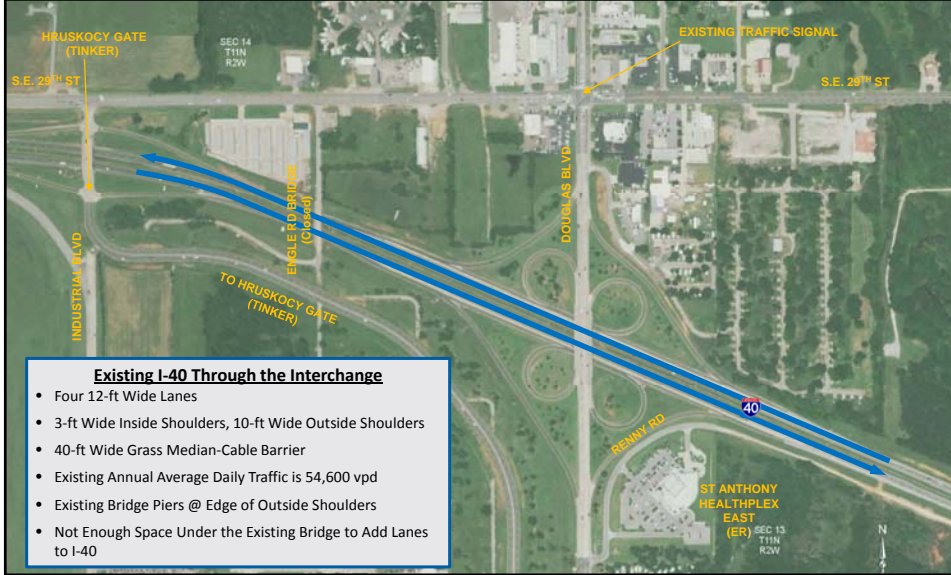 HRUSKOCY GATE
(TINKER)
SEC 14
T11N
R2W
EXISTING TRAFFIC SIGNAL
S.E. 29TH ST
S.E. 29TH ST
ENGLE RD BRIDGE
(Closed)
DOUGLAS BLVD
INDUSTRIAL BLVD
TO HRUSKOCY GATE
(TINKER)
Existing I-40 Through the Interchange
• Four 12-ft Wide Lanes
• 3-ft Wide Inside Shoulders, 10-ft Wide Outside Shoulders
• 40-ft Wide Grass Median-Cable Barrier
• Existing Annual Average Daily Traffic is 54,600 vpd
• Existing Bridge Piers @ Edge of Outside Shoulders
• Not Enough Space Under the Existing Bridge to Add Lanes
to I-40
40
RENNY RD
ST ANTHONY
HEALTHPLEX
EAST
(ER)
SEC 13
T11N
R2W
N